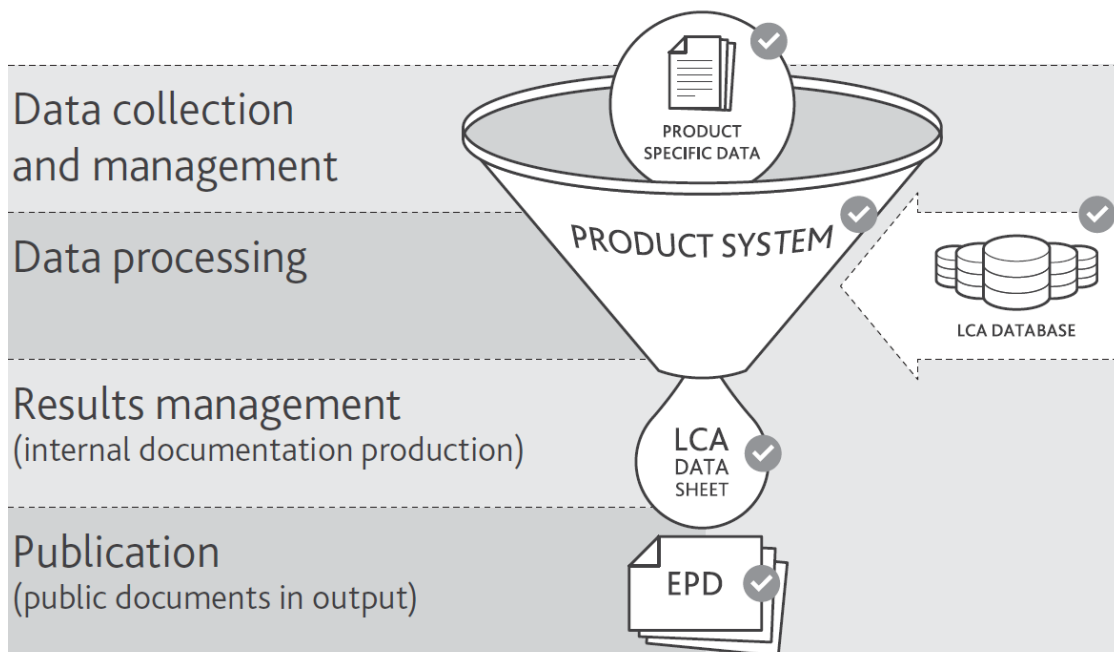 Data collection
and management
PRODUCT
SPECIFIC DATA
Data processing
PRODUCT SYSTEM
LCA DATABASE
Results management
(internal documentation production)
LCA
DATA
SHEET
Publication
(public documents in output)
EPD